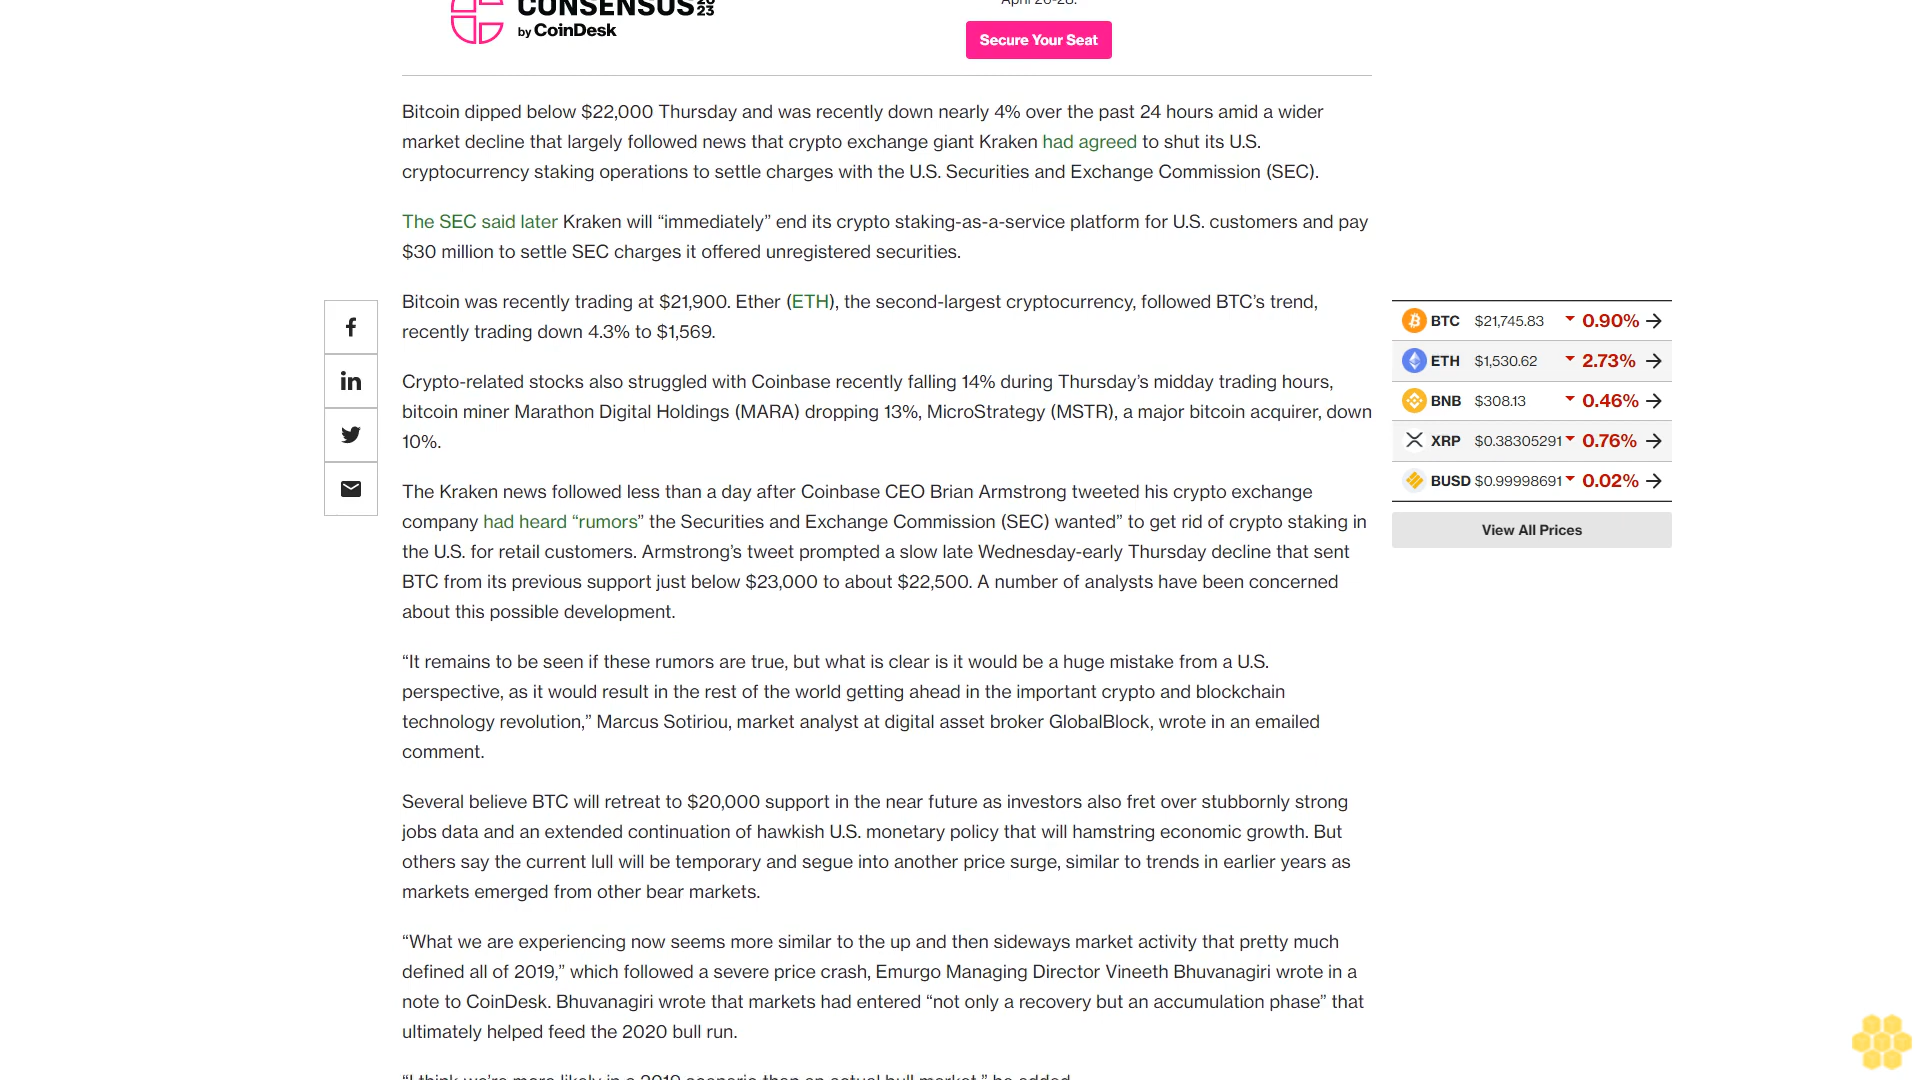 CONSENSUS 2023
by CoinDesk
April 26-28.
Secure Your Seat
Bitcoin dipped below $22,000 Thursday and was recently down nearly 4% over the past 24 hours amid a wider
market decline that largely followed news that crypto exchange giant Kraken had agreed to shut its U.S.
cryptocurrency staking operations to settle charges with the U.S. Securities and Exchange Commission (SEC).
The SEC said later Kraken will “immediately” end its crypto staking-as-a-service platform for U.S. customers and pay
$30 million to settle SEC charges it offered unregistered securities.
Bitcoin was recently trading at $21,900. Ether (ETH), the second-largest cryptocurrency, followed BTC’s trend,
recently trading down 4.3% to $1,569.
Crypto-related stocks also struggled with Coinbase recently falling 14% during Thursday’s midday trading hours,
bitcoin miner Marathon Digital Holdings (MARA) dropping 13%, MicroStrategy (MSTR), a major bitcoin acquirer, down
10%.
The Kraken news followed less than a day after Coinbase CEO Brian Armstrong tweeted his crypto exchange
company had heard “rumors” the Securities and Exchange Commission (SEC) wanted” to get rid of crypto staking in
the U.S. for retail customers. Armstrong’s tweet prompted a slow late Wednesday-early Thursday decline that sent
BTC from its previous support just below $23,000 to about $22,500. A number of analysts have been concerned
about this possible development.
“It remains to be seen if these rumors are true, but what is clear is it would be a huge mistake from a U.S.
perspective, as it would result in the rest of the world getting ahead in the important crypto and blockchain
technology revolution,” Marcus Sotiriou, market analyst at digital asset broker GlobalBlock, wrote in an emailed
comment.
Several believe BTC will retreat to $20,000 support in the near future as investors also fret over stubbornly strong
jobs data and an extended continuation of hawkish U.S. monetary policy that will hamstring economic growth. But
others say the current lull will be temporary and segue into another price surge, similar to trends in earlier years as
markets emerged from other bear markets.
“What we are experiencing now seems more similar to the up and then sideways market activity that pretty much
defined all of 2019,” which followed a severe price crash, Emurgo Managing Director Vineeth Bhuvanagiri wrote in a
note to CoinDesk. Bhuvanagiri wrote that markets had entered “not only a recovery but an accumulation phase” that
ultimately helped feed the 2020 bull run.
“I think we’re more likely in a 2019 scenario than an actual bull market,” he added.
BTC $21,745.83 0.90%
ETH $1,530.62 2.73%
BNB $308.13 0.46%
XRP $0.38305291 0.76%
BUSD $0.99998691 0.02%
View All Prices